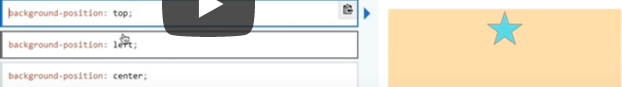 background-position: top;
background-position: left;
background-position: center;